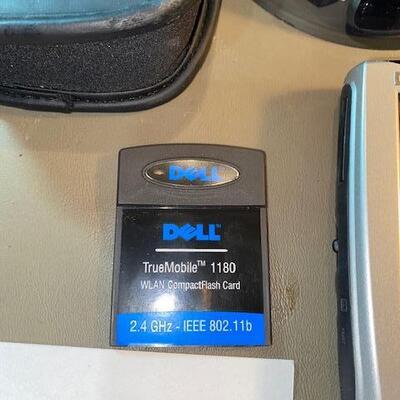 DELL
DELL
TrueMobile™ 1180
WLAN CompactFlash Card
2.4 GHz - IEEE 802.11b